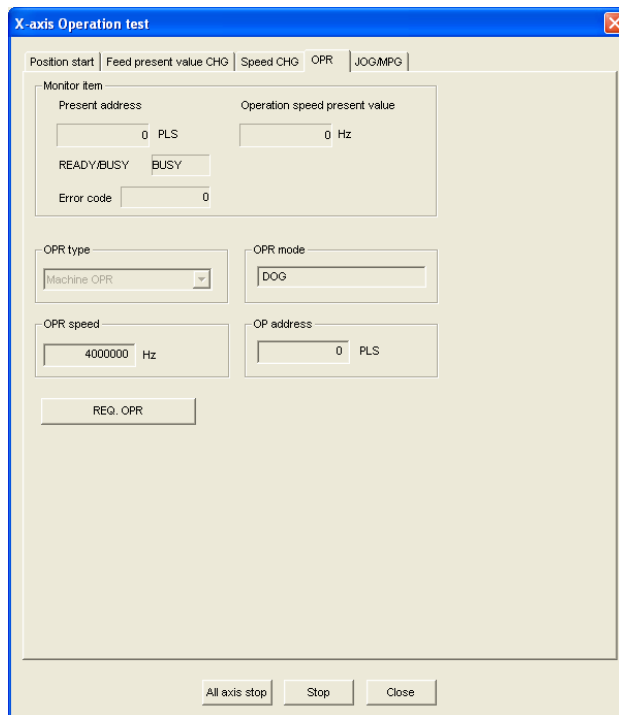 X-axis Operation test
Position start Feed present value CHG Speed CHG OPR JOG/MPG
Monitor item
Present address Operation speed present value
0 PLS 0 Hz
READY/BUSY BUSY
Error code 0
OPR type OPR mode
Machine OPR DOG
OPR speed OP address
4000000 Hz 0 PLS
REQ. OPR
All axis stop Stop Close